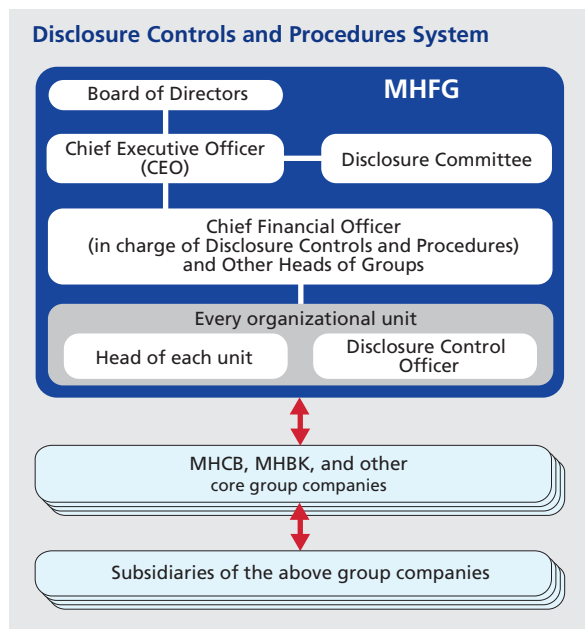 Disclosure Controls and Procedures System
MHFG
Board of Directors
Chief Executive Officer
(CEO)
Disclosure Committee
Chief Financial Officer
(in charge of Disclosure Controls and Procedures)
and Other Heads of Groups
Every organizational unit
Head of each unit
Disclosure Control
Officer
MHCB, MHBK, and other
core group companies
Subsidiaries of the above group companies